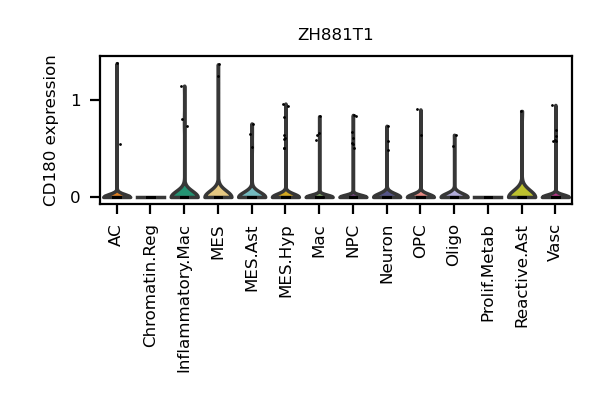 ZH881T1
CD180 expression
1
0
AC
Chromatin.Reg
Inflammatory.Mac
MES
MES.Ast
MES.Hyp
Mac
NPC
Neuron
OPC
Oligo
Prolif.Metab
Reactive.Ast
Vasc